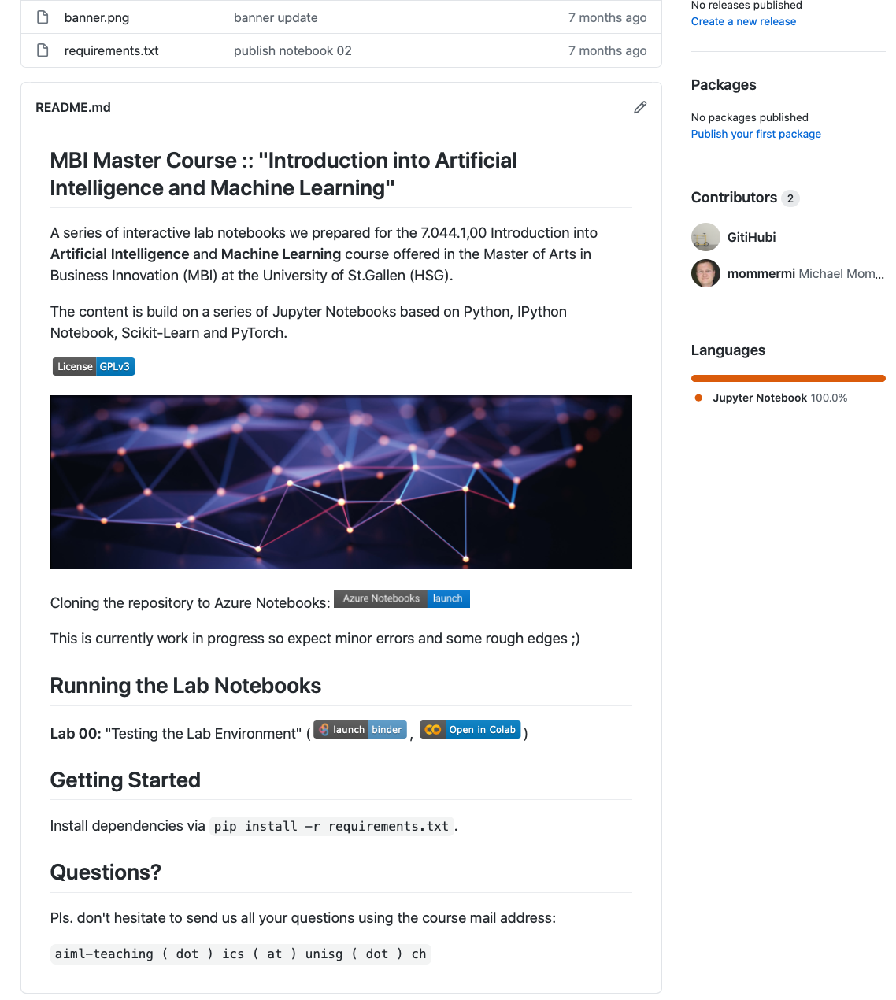 banner.png banner update 7 months ago
requirements.txt publish notebook 02 7 months ago
README.md
MBI Master Course :: "Introduction into Artificial
Intelligence and Machine Learning"
A series of interactive lab notebooks we prepared for the 7.044.1,00 Introduction into
Artificial Intelligence and Machine Learning course offered in the Master of Arts in
Business Innovation (MBI) at the University of St.Gallen (HSG).
The content is build on a series of Jupyter Notebooks based on Python, IPython
Notebook, Scikit-Learn and PyTorch.
License GPLv3
Cloning the repository to Azure Notebooks: Azure Notebooks launch
This is currently work in progress so expect minor errors and some rough edges ;)
Running the Lab Notebooks
Lab 00: "Testing the Lab Environment" ( launch binder , Open in Colab )
Getting Started
Install dependencies via pip install -r requirements.txt.
Questions?
Pls. don't hesitate to send us all your questions using the course mail address:
aiml-teaching ( dot ) ics ( at ) unisg ( dot ) ch
No releases published
Create a new release
Packages
No packages published
Publish your first package
Contributors 2
GitiHubi
mommermi Michael Mom...
Languages
Jupyter Notebook 100.0%